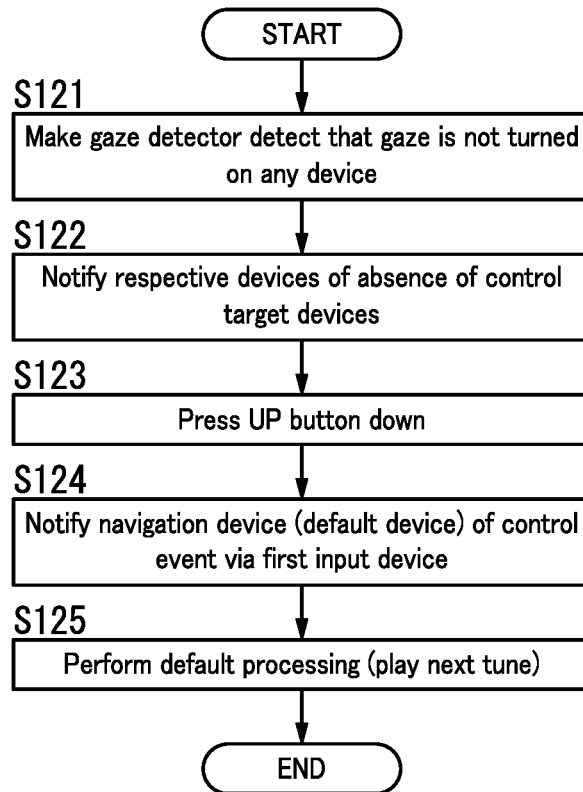 START
S121
Make gaze detector detect that gaze is not turned
on any device
S122
Notify respective devices of absence of control
target devices
S123
Press UP button down
S124
Notify navigation device (default device) of control
event via first input device
S125
Perform default processing (play next tune)
END